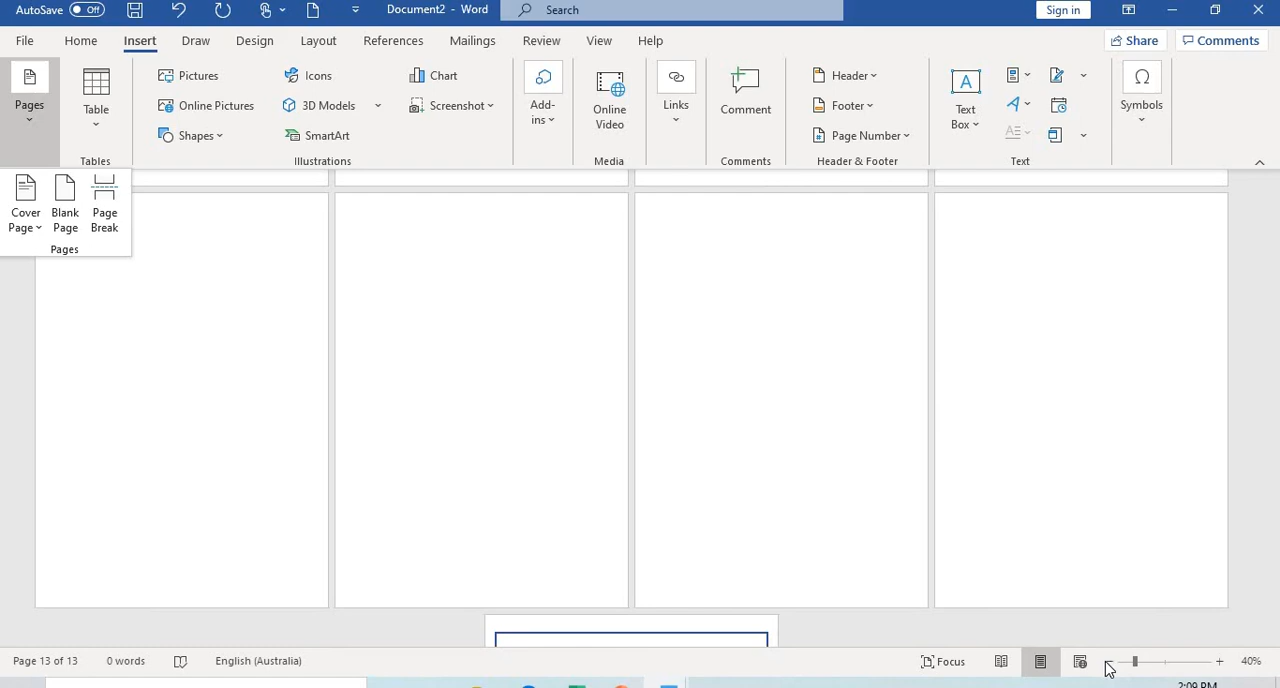 AutoSave Off Document2 - Word Search Sign in
File Home Insert Draw Design Layout References Mailings Review View Help Share Comments
Pages
Table
Pictures
Online Pictures
Shapes
Icons
3D Models
SmartArt
Chart
Screenshot
Add-
ins
Online
Video
Links
Comment
Header
Footer
Page Number
Text
Box
Symbols
Tables Illustrations Media Comments Header & Footer Text
Cover
Page
Blank
Page
Page
Break
Pages
Page 13 of 13 0 words English (Australia) Focus 40%
2:09 PM